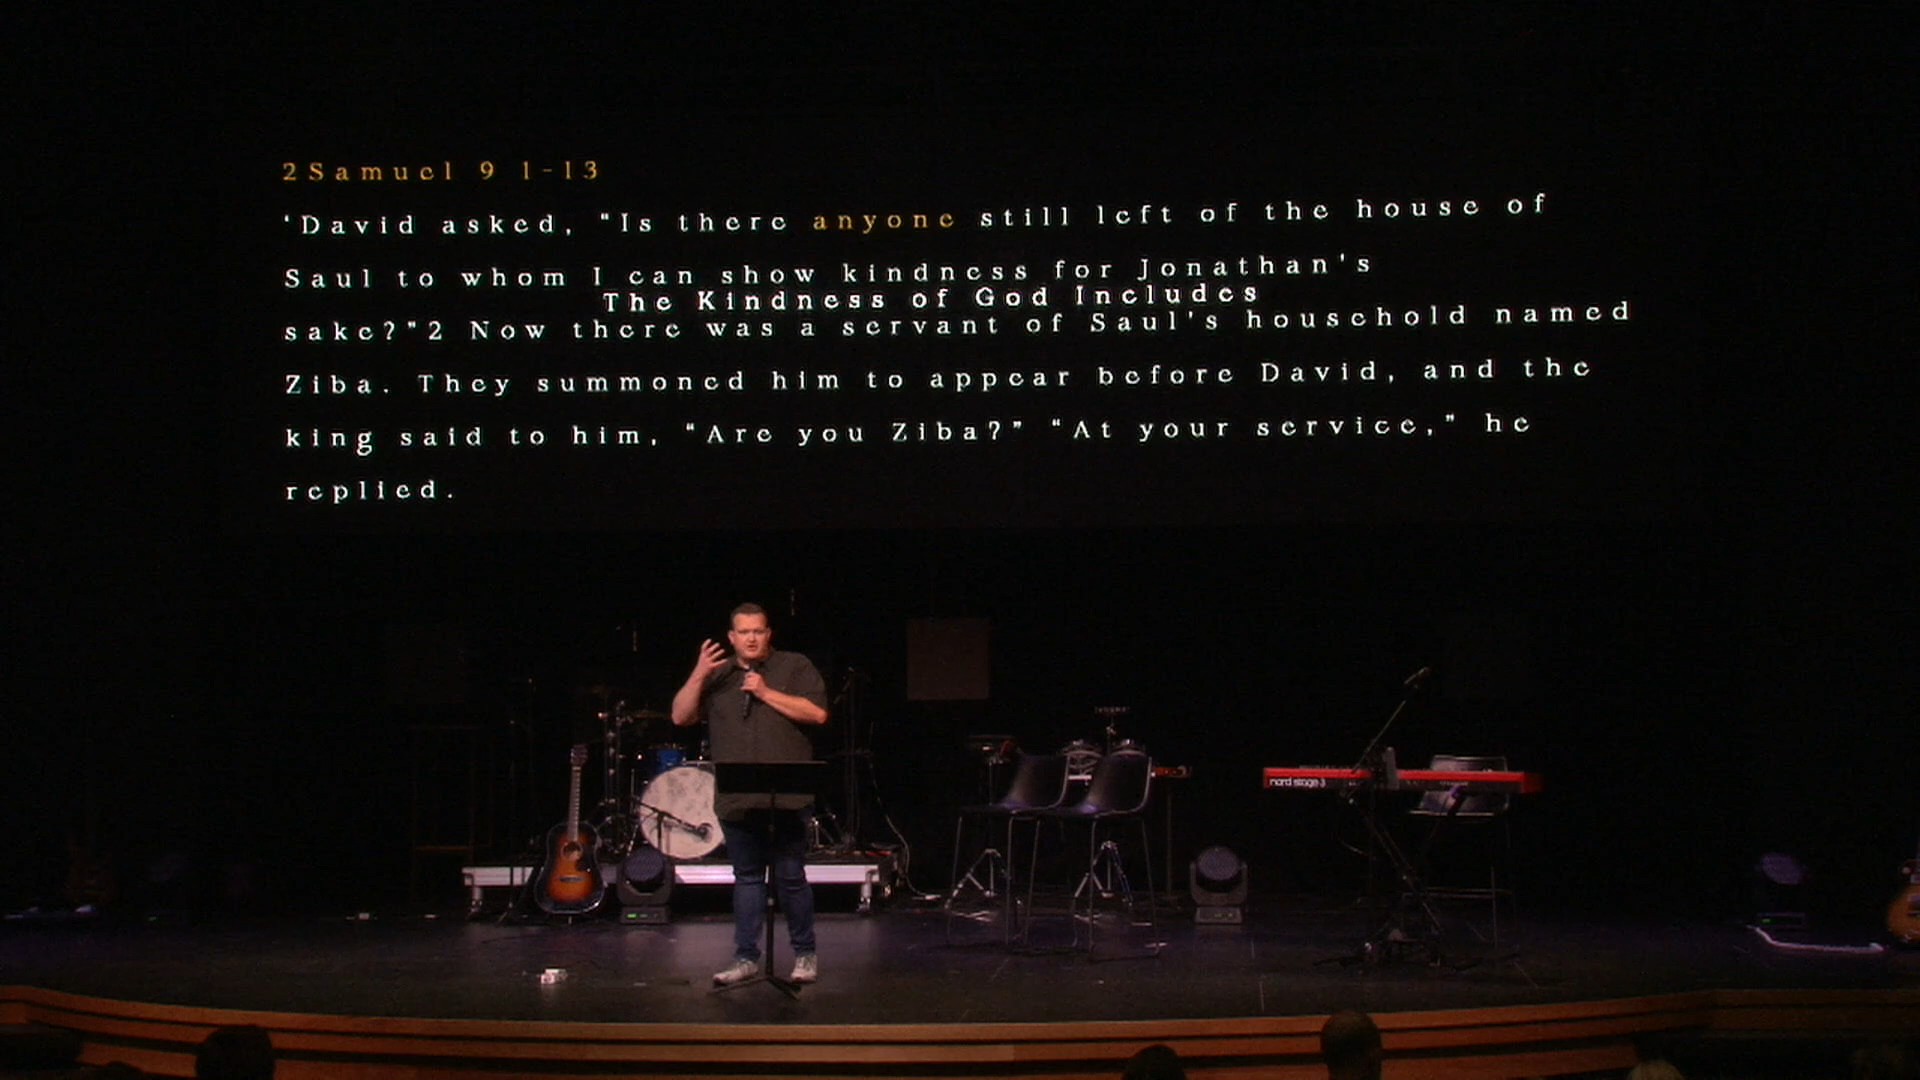 2Samuel 9 1-13
'David asked, "Is there anyone still left of the house of
Saul to whom I can show kindness for Jonathan's
The Kindness of God Includes
sake?"2 Now there was a servant of Saul's household named
Ziba. They summoned him to appear before David, and the
king said to him, "Are you Ziba?" "At your service," he
replied.
nord stage 3